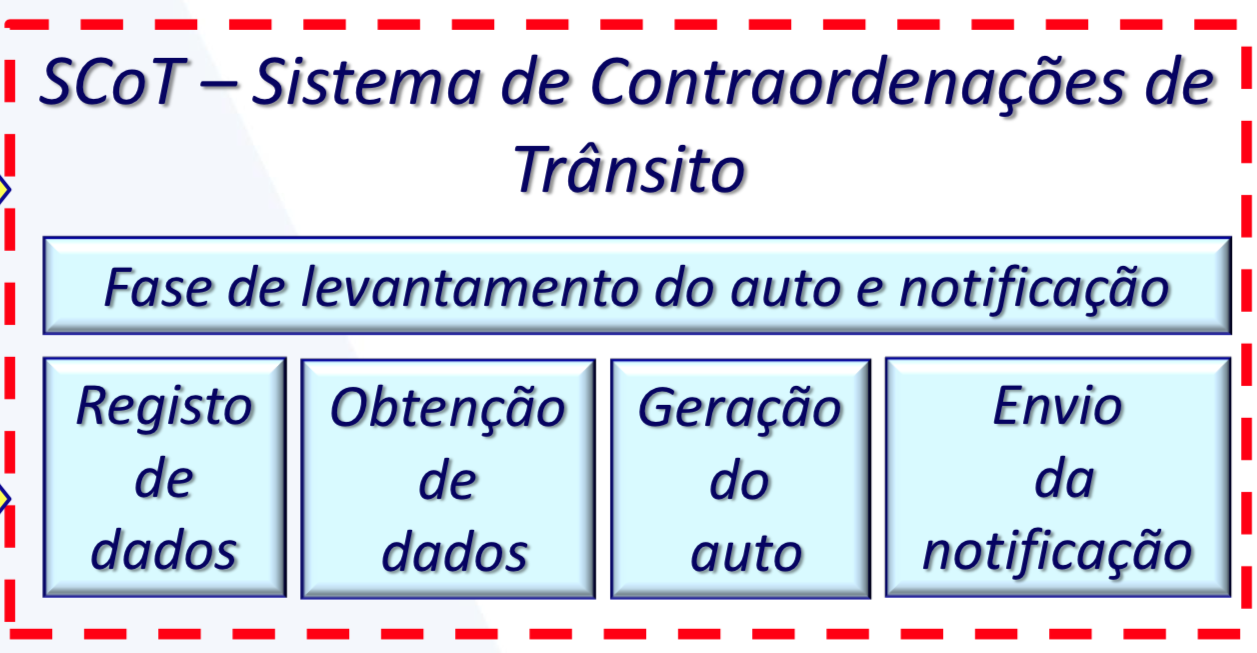 SCoT – Sistema de Contraordenações de
Trânsito
Fase de levantamento do auto e notificação
Registo
de
dados
Obtenção
de
dados
Geração
do
auto
Envio
da
notificação